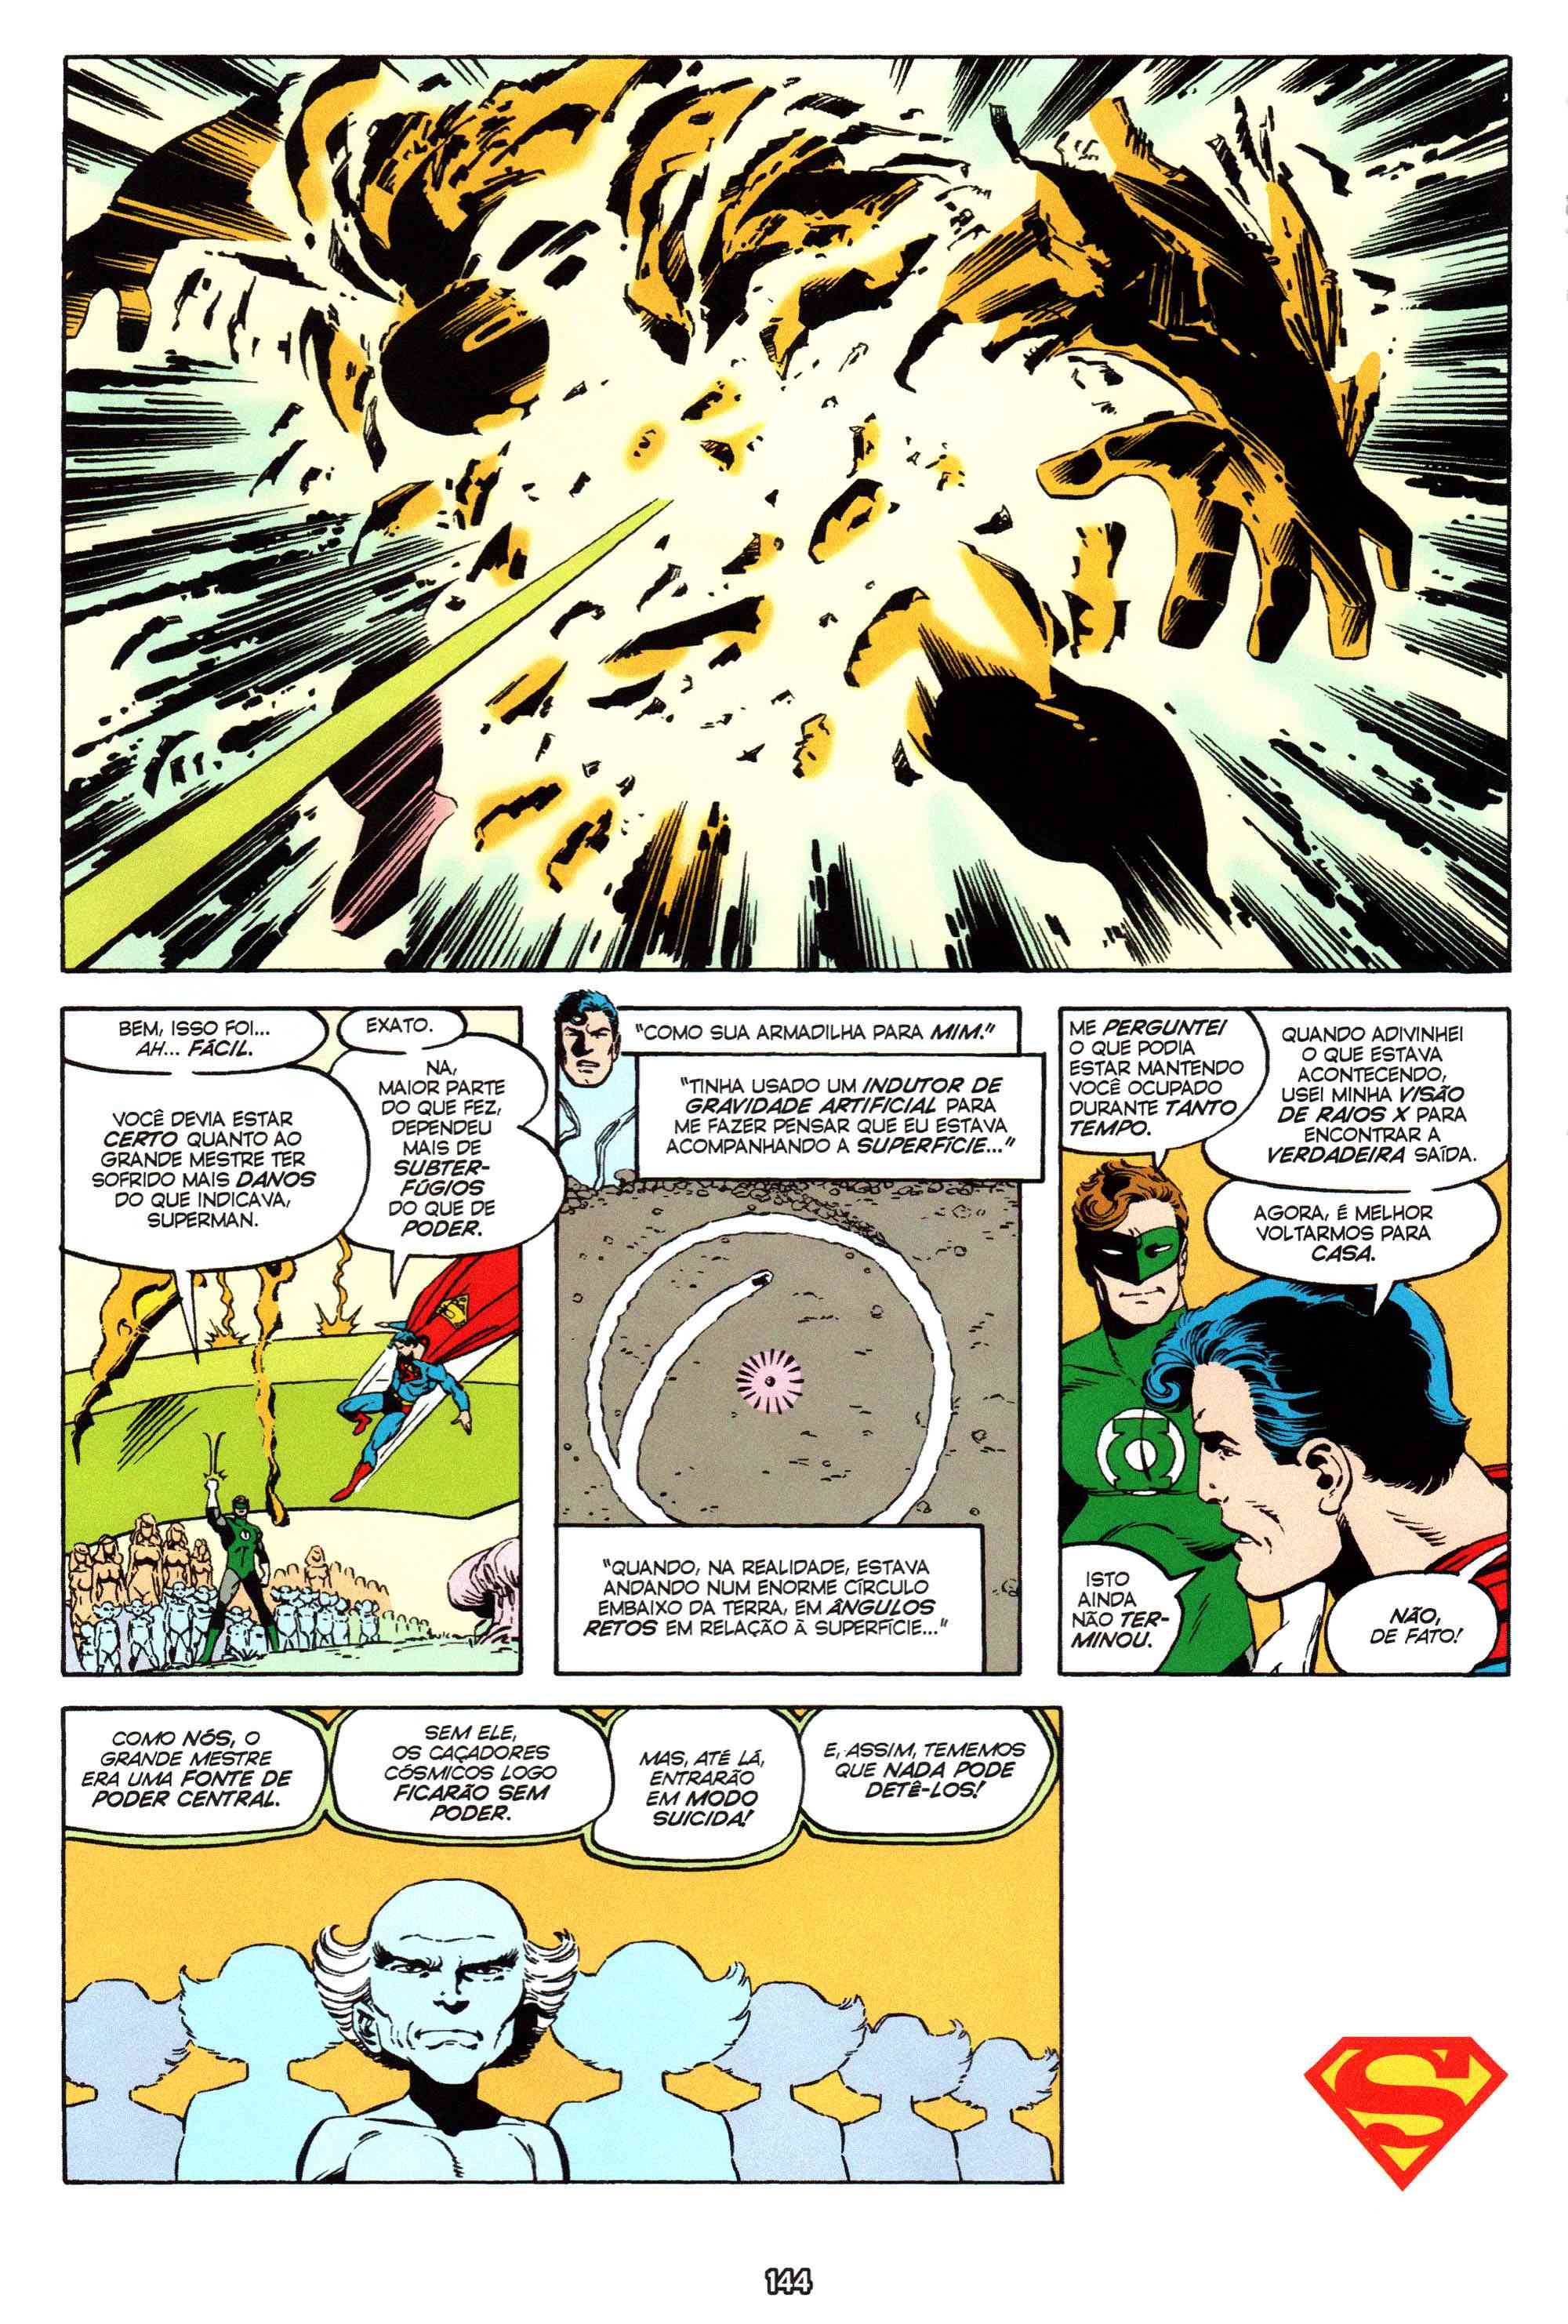 BEM, ISSO FOI...
AH... FÁCIL.
VOCÊ DEVIA ESTAR
CERTO QUANTO AO
GRANDE MESTRE TER
SOFRIDO MAIS DANOS
DO QUE INDICAVA,
SUPERMAN.
EXATO.
NA,
MAIOR PARTE
DO QUE FEZ,
DEPENDEU
MAIS DE
SUBTER-
FÚGIOS
DO QUE DE
PODER.
"COMO SUA ARMADILHA PARA MIM."
"TINHA USADO UM INDUTOR DE
GRAVIDADE ARTIFICIAL PARA
ME FAZER PENSAR QUE EU ESTAVA
ACOMPANHANDO A SUPERFÍCIE..."
"QUANDO, NA REALIDADE, ESTAVA
ANDANDO NUM ENORME CÍRCULO
EMBAIXO DA TERRA, EM ÂNGULOS
RETOS EM RELAÇÃO À SUPERFÍCIE..."
ME PERGUNTEI
O QUE PODIA
ESTAR MANTENDO
VOCÊ OCUPADO
DURANTE TANTO
TEMPO.
QUANDO ADIVINHEI
O QUE ESTAVA
ACONTECENDO,
USEI MINHA VISÃO
DE RAIOS X PARA
ENCONTRAR A
VERDADEIRA SAÍDA.
AGORA, É MELHOR
VOLTARMOS PARA
CASA.
ISTO
AINDA
NÃO TER-
MINOU.
NÃO,
DE FATO!
COMO NÓS, O
GRANDE MESTRE
ERA UMA FONTE DE
PODER CENTRAL.
SEM ELE,
OS CAÇADORES
CÓSMICOS LOGO
FICARÃO SEM
PODER.
MAS, ATÉ LÁ,
ENTRARÃO
EM MODO
SUICIDA!
E, ASSIM, TEMEMOS
QUE NADA PODE
DETÊ-LOS!
S
144